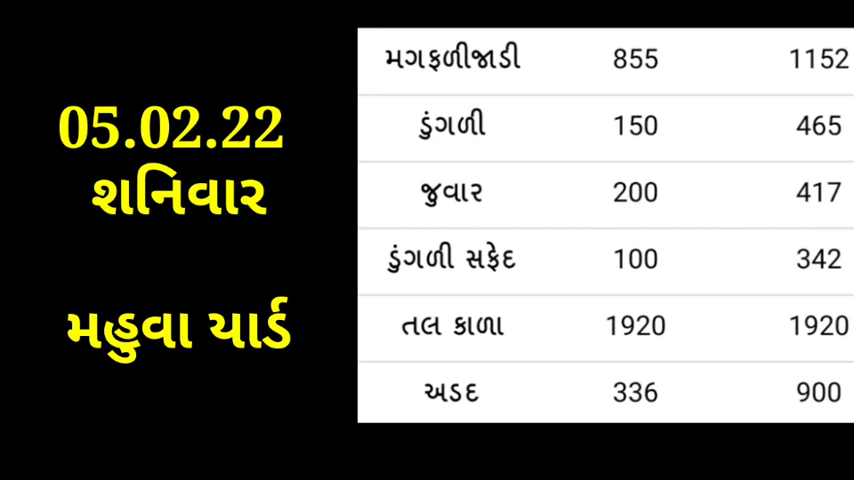 05.02.22
શનિવાર
મહુવા યાર્ડ
મગફળીજાડી 855 1152
ડુંગળી 150 465
જુવાર 200 417
ડુંગળી સફેદ 100 342
તલ કાળા 1920 1920
અડદ 336 900